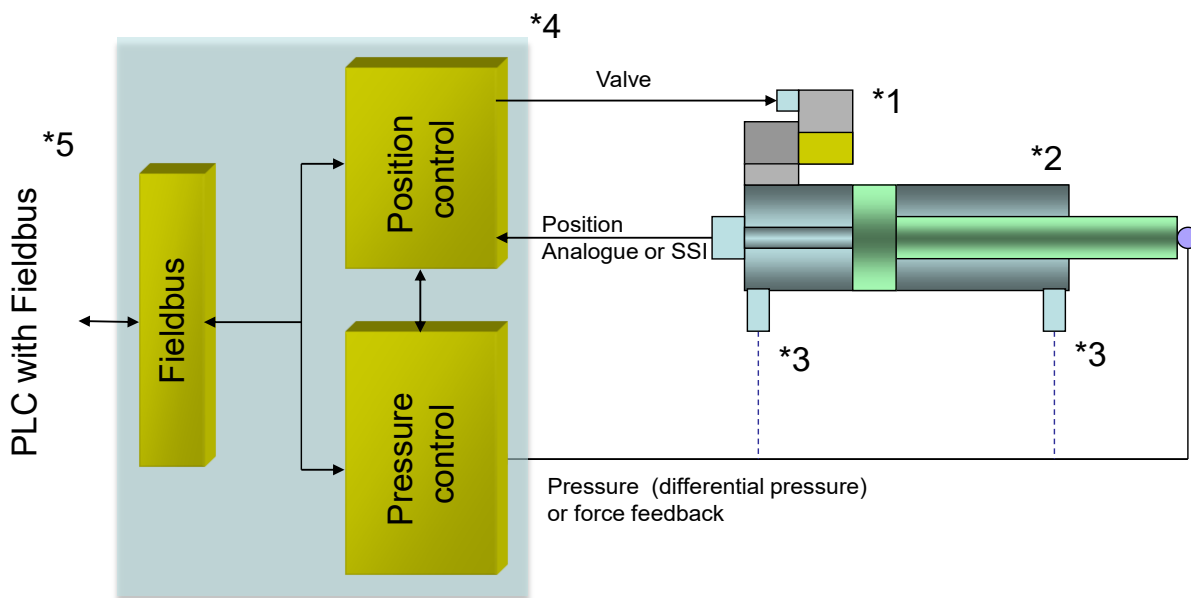 *4
Valve
*1
*5
Position
control
*2
PLC with Fieldbus
Fieldbus
Position
Analogue or SSI
*3
*3
Pressure
control
Pressure (differential pressure)
or force feedback